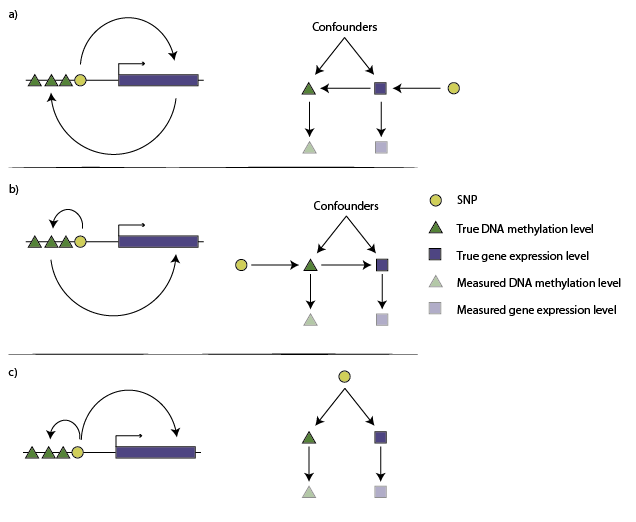 a)
Confounders
b)
Confounders
SNP
True DNA methylation level
True gene expression level
Measured DNA methylation level
Measured gene expression level
c)